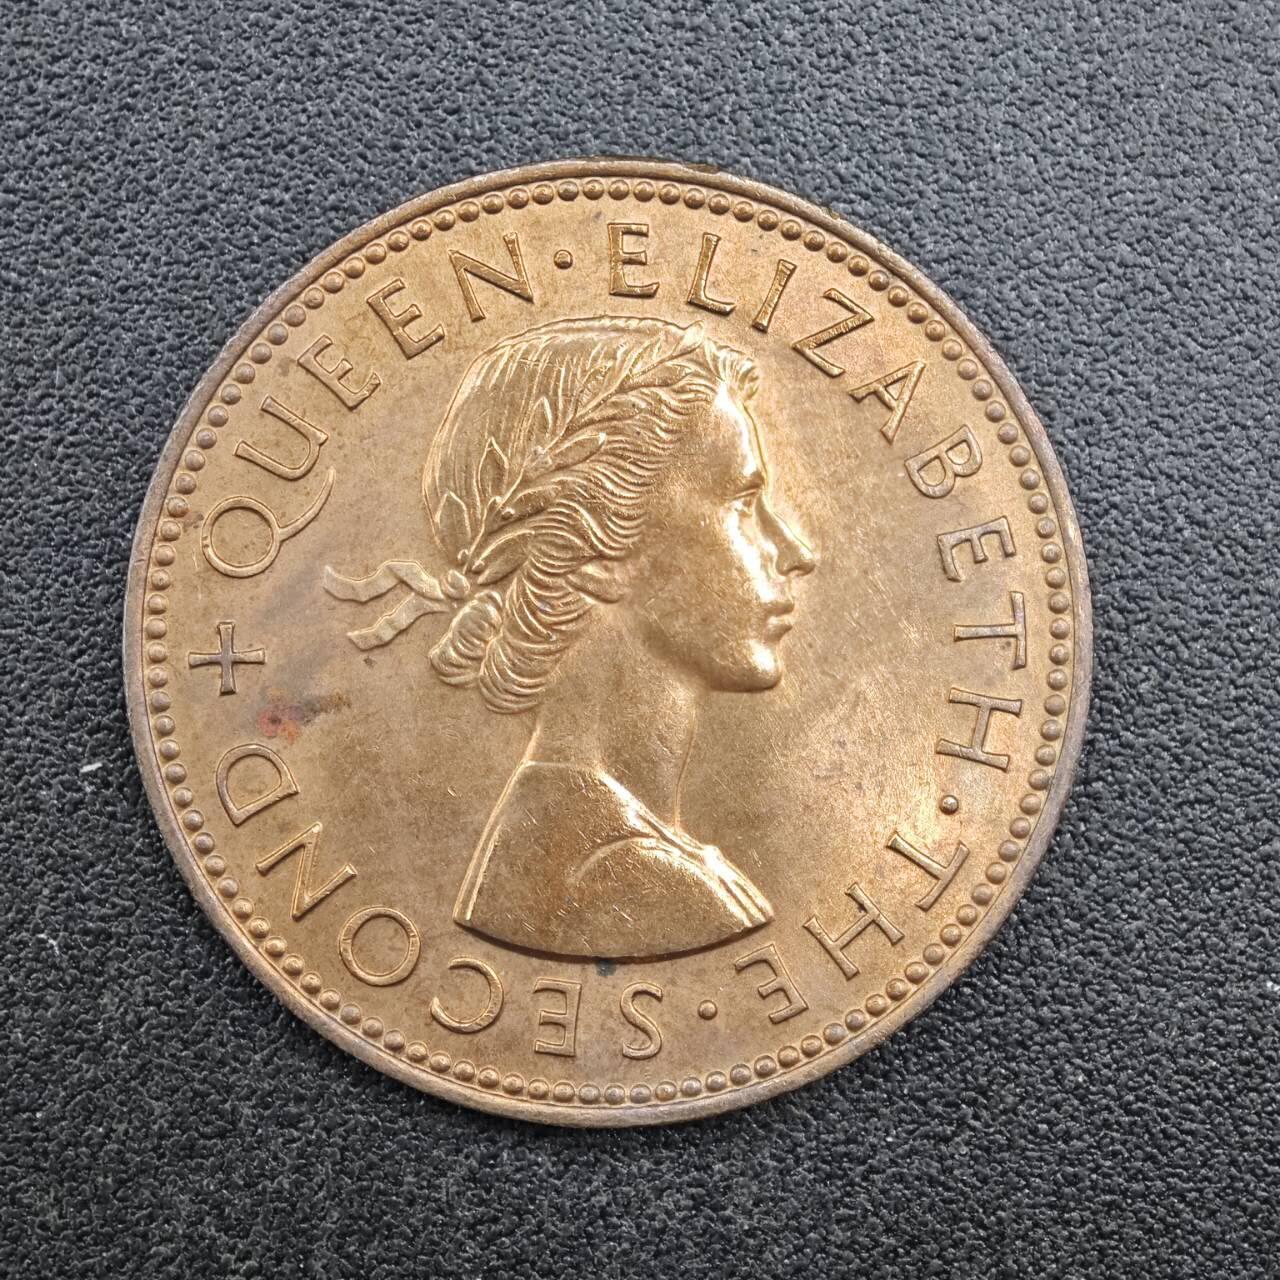 + QUEEN · ELIZABETH · THE · SECOND